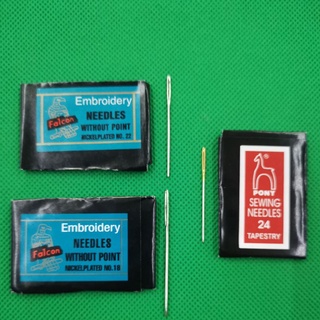 Embroidery
Falcon
NEEDLES
WITHOUT POINT
NICKELPLATED NO. 22
Embroidery
Falcon
NEEDLES
WITHOUT POINT
NICKELPLATED NO. 18
PONY
SEWING
NEEDLES
24
TAPESTRY